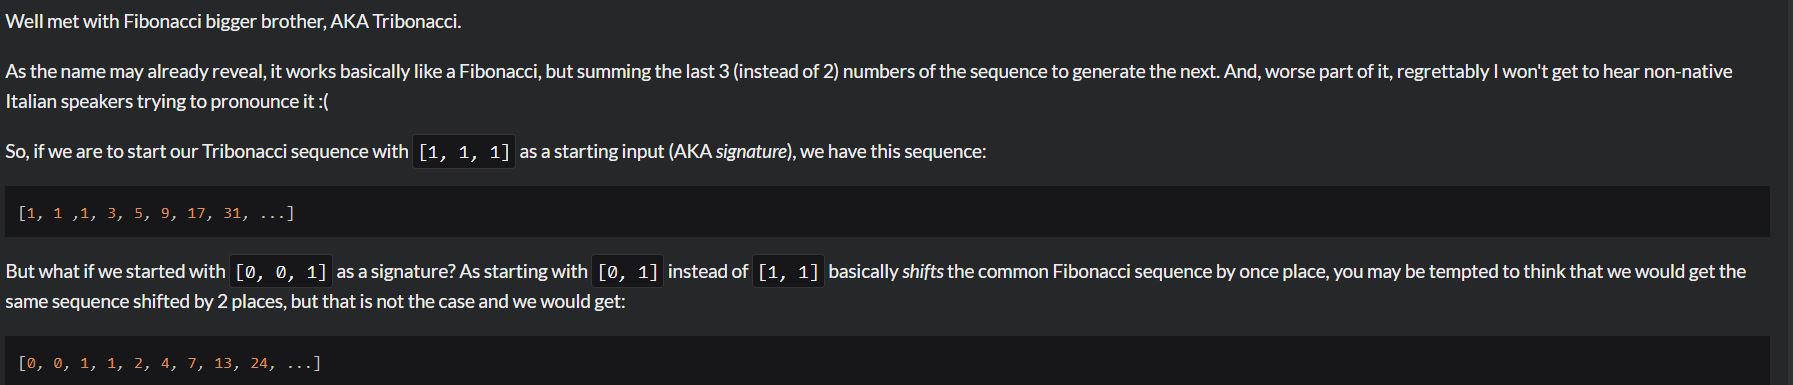 Well met with Fibonacci bigger brother, AKA Tribonacci.
As the name may already reveal, it works basically like a Fibonacci, but summing the last 3 (instead of 2) numbers of the sequence to generate the next. And, worse part of it, regrettably I won't get to hear non-native
Italian speakers trying to pronounce it :(
So, if we are to start our Tribonacci sequence with [1, 1, 1] as a starting input (AKA signature), we have this sequence:
[1, 1 ,1, 3, 5, 9, 17, 31, ...]
But what if we started with [0, 0, 1] as a signature? As starting with [0, 1] instead of [1, 1] basically shifts the common Fibonacci sequence by once place, you may be tempted to think that we would get the
same sequence shifted by 2 places, but that is not the case and we would get:
[0, 0, 1, 1, 2, 4, 7, 13, 24, ...]